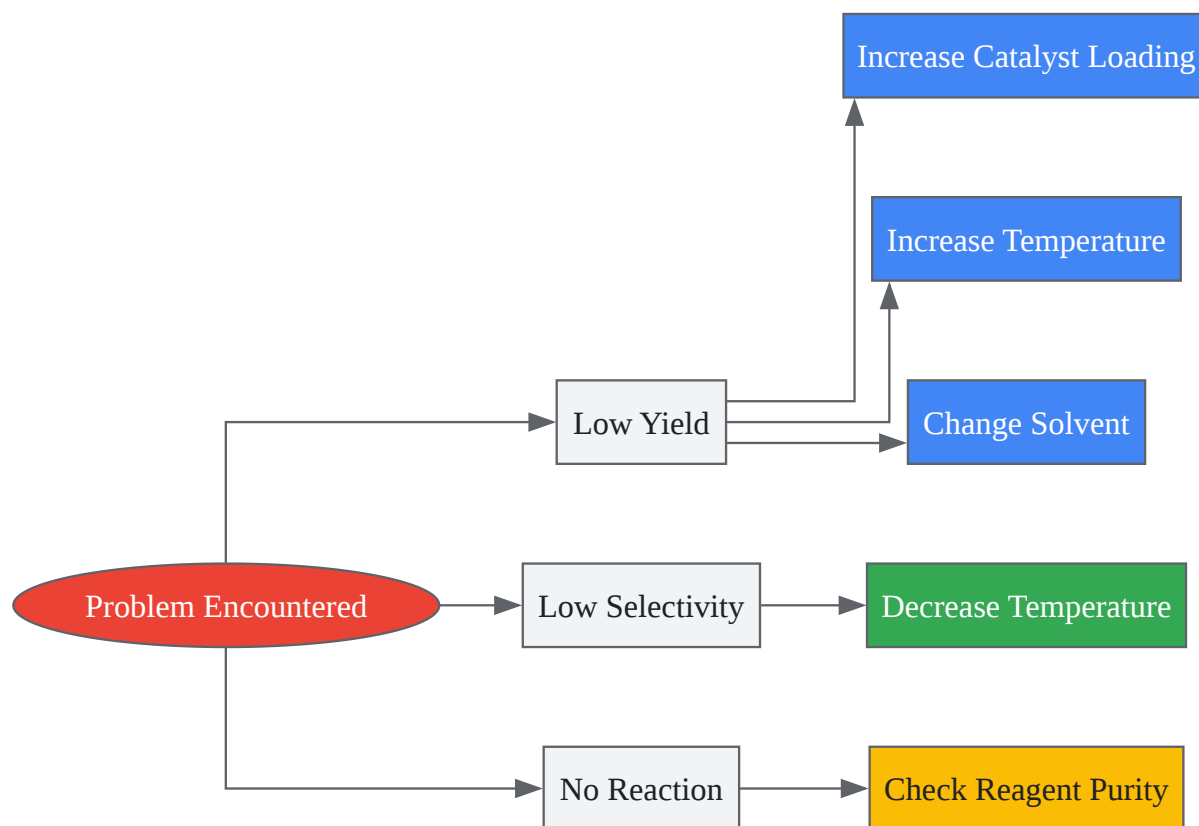 Increase Catalyst Loading
Increase Temperature
Low Yield
Change Solvent
Problem Encountered
Low Selectivity
Decrease Temperature
No Reaction
Check Reagent Purity